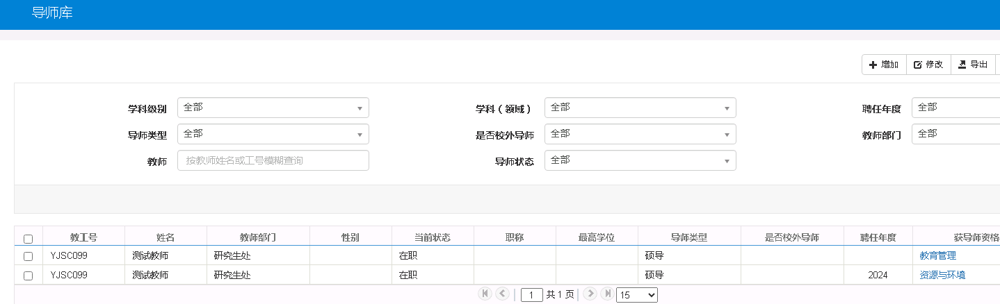 导师库
增加 修改 导出
学科级别 全部 学科（领域） 全部 聘任年度 全部
导师类型 全部 是否校外导师 全部 教师部门 全部
教师 按教师姓名或工号模糊查询 导师状态 全部
教工号 姓名 教师部门 性别 当前状态 职称 最高学位 导师类型 是否校外导师 聘任年度 获导师资格
YJSC099 测试教师 研究生处 在职 硕导 教育管理
YJSC099 测试教师 研究生处 在职 硕导 2024 资源与环境
1 共 1 页 15